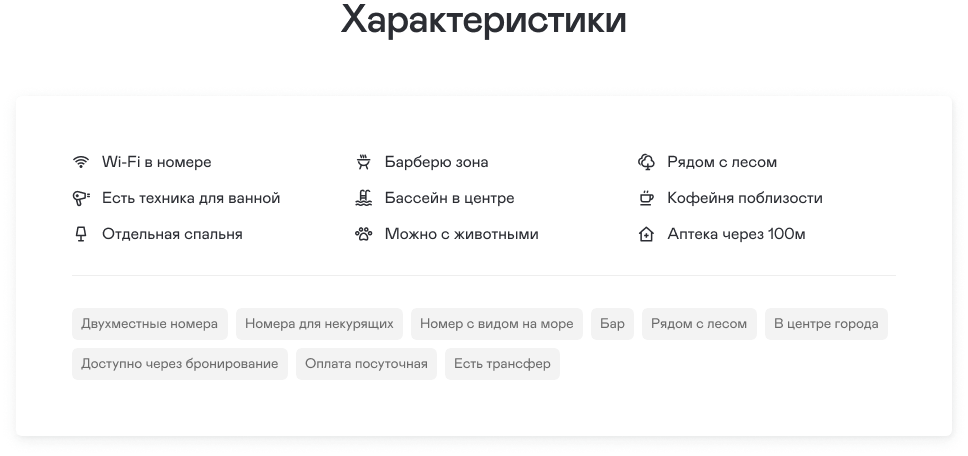 Характеристики
Wi-Fi в номере
Барберю зона
Рядом с лесом
Есть техника для ванной
Бассейн в центре
Кофейня поблизости
Отдельная спальня
Можно с животными
Аптека через 100м
Двухместные номера
Номера для некурящих
Номер с видом на море
Бар
Рядом с лесом
В центре города
Доступно через бронирование
Оплата посуточная
Есть трансфер